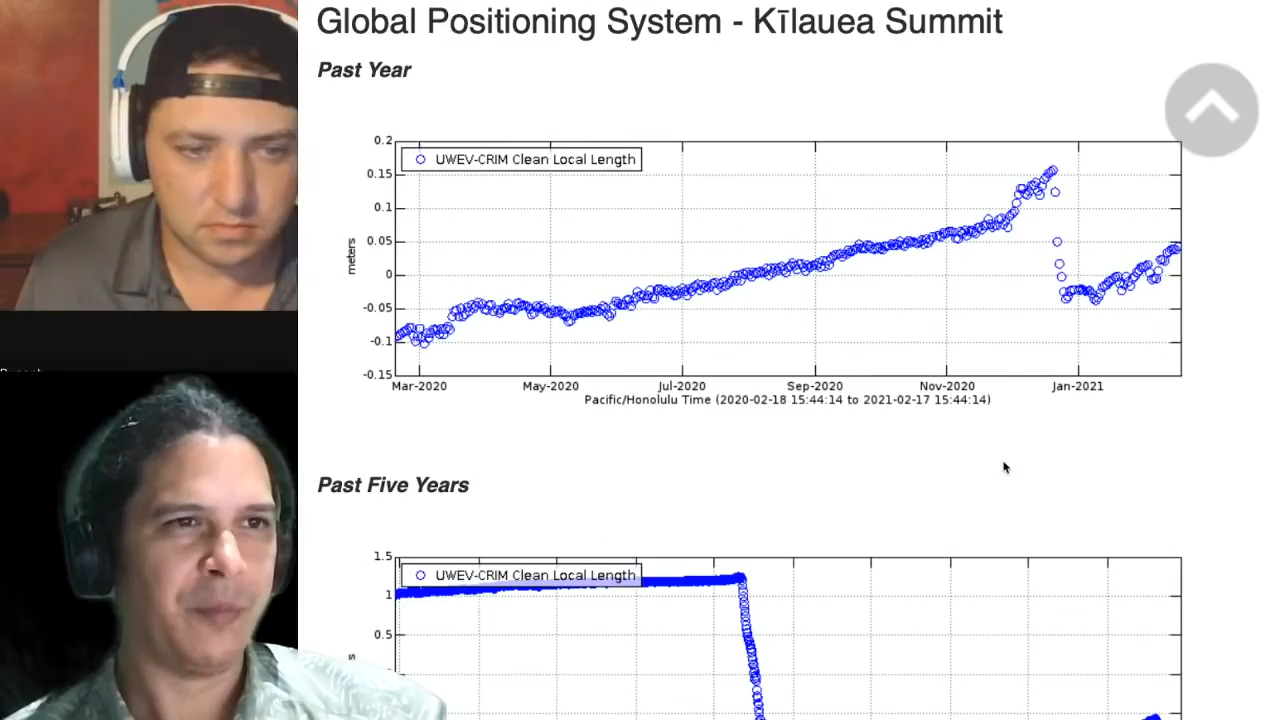 Global Positioning System - Kīlauea Summit
Past Year
0.2
UWEV-CRIM Clean Local Length
0.15
0.1
0.05
meters
0
-0.05
-0.1
-0.15
Mar-2020 May-2020 Jul-2020 Sep-2020 Nov-2020 Jan-2021
Pacific/Honolulu Time (2020-02-18 15:44:14 to 2021-02-17 15:44:14)
Past Five Years
1.5
UWEV-CRIM Clean Local Length
1
0.5